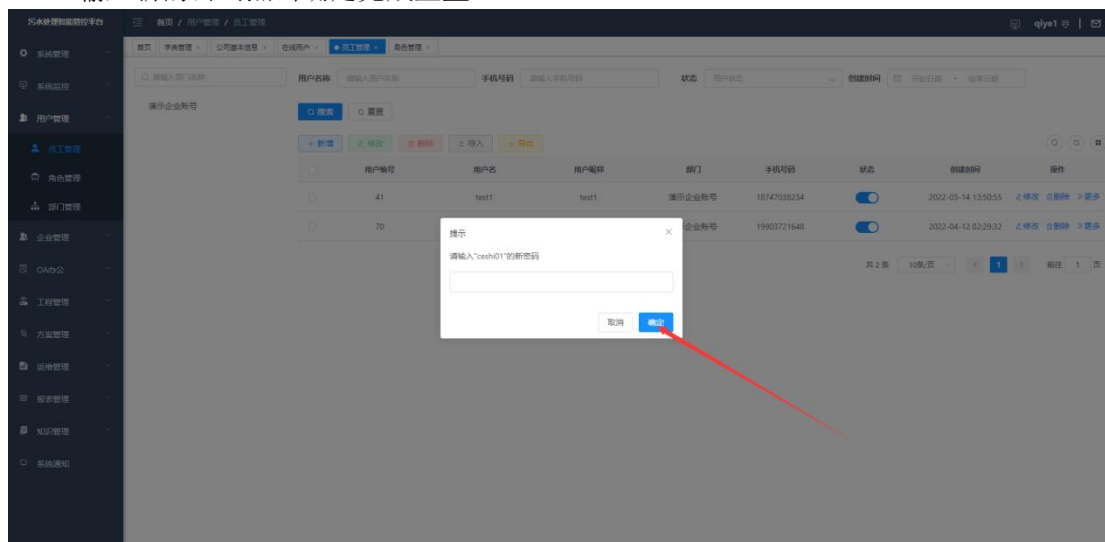 污水处理智能管控平台
首页 / 用户管理 / 员工管理
qiye1
系统管理
系统监控
用户管理
员工管理
角色管理
部门管理
企业管理
OA办公
工程管理
方案管理
运维管理
报表管理
知识管理
系统通知
首页
字典管理 ×
公司基本信息 ×
在线用户 ×
员工管理 ×
角色管理 ×
请输入部门名称
演示企业账号
用户名称
请输入用户名称
手机号码
请输入手机号码
状态
用户状态
创建时间
开始日期 - 结束日期
搜索
重置
+ 新增
修改
删除
导入
导出
用户编号 用户名 用户昵称 部门 手机号码 状态 创建时间 操作
41 test1 test1 演示企业账号 18747038234 2022-03-14 13:50:55 修改 删除 更多
70 企业账号 19903721648 2022-04-12 02:29:32 修改 删除 更多
提示 ×
请输入"ceshi01"的新密码
取消
确定
共 2 条 10条/页 < 1 > 前往 1 页